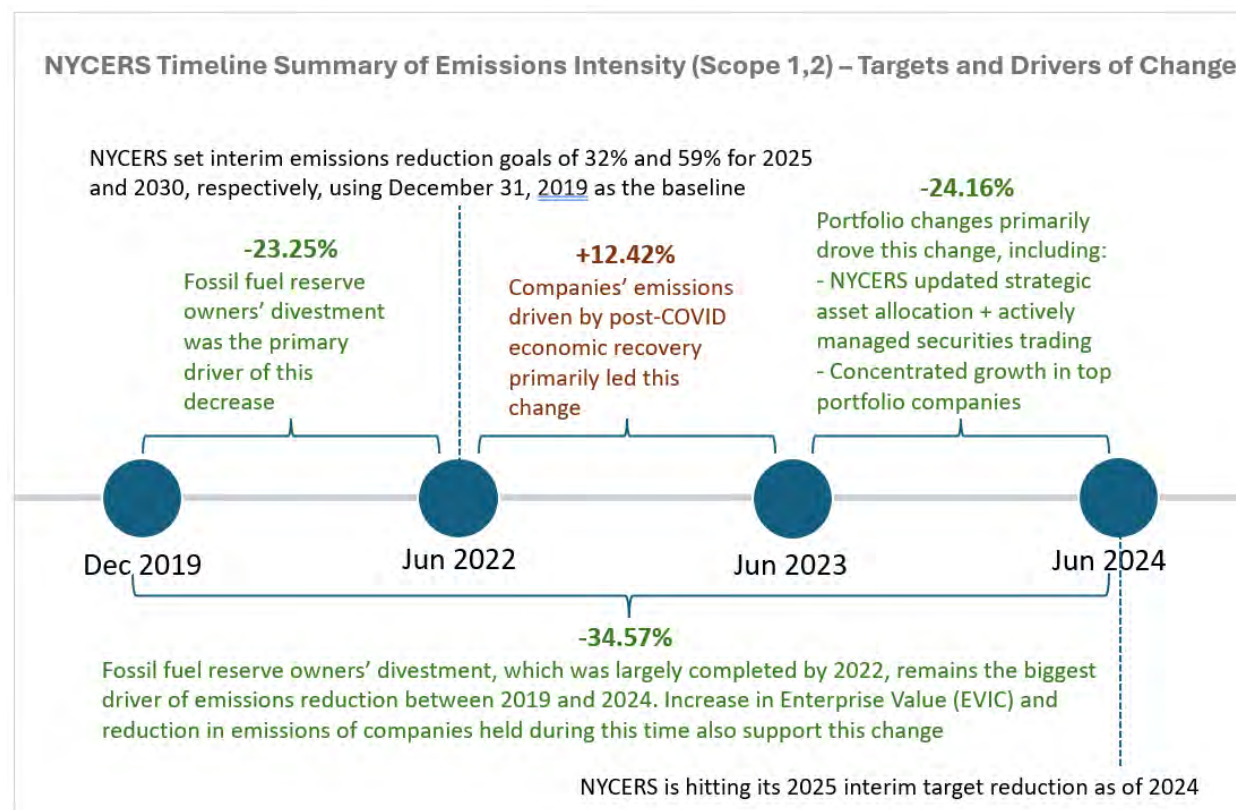 NYCERS Timeline Summary of Emissions Intensity (Scope 1,2) – Targets and Drivers of Change
NYCERS set interim emissions reduction goals of 32% and 59% for 2025
and 2030, respectively, using December 31, 2019 as the baseline
-23.25%
Fossil fuel reserve
owners' divestment
was the primary
driver of this
decrease
+12.42%
Companies' emissions
driven by post-COVID
economic recovery
primarily led this
change
-24.16%
Portfolio changes primarily
drove this change, including:
- NYCERS updated strategic
asset allocation + actively
managed securities trading
- Concentrated growth in top
portfolio companies
Dec 2019
Jun 2022
Jun 2023
Jun 2024
-34.57%
Fossil fuel reserve owners' divestment, which was largely completed by 2022, remains the biggest
driver of emissions reduction between 2019 and 2024. Increase in Enterprise Value (EVIC) and
reduction in emissions of companies held during this time also support this change
NYCERS is hitting its 2025 interim target reduction as of 2024